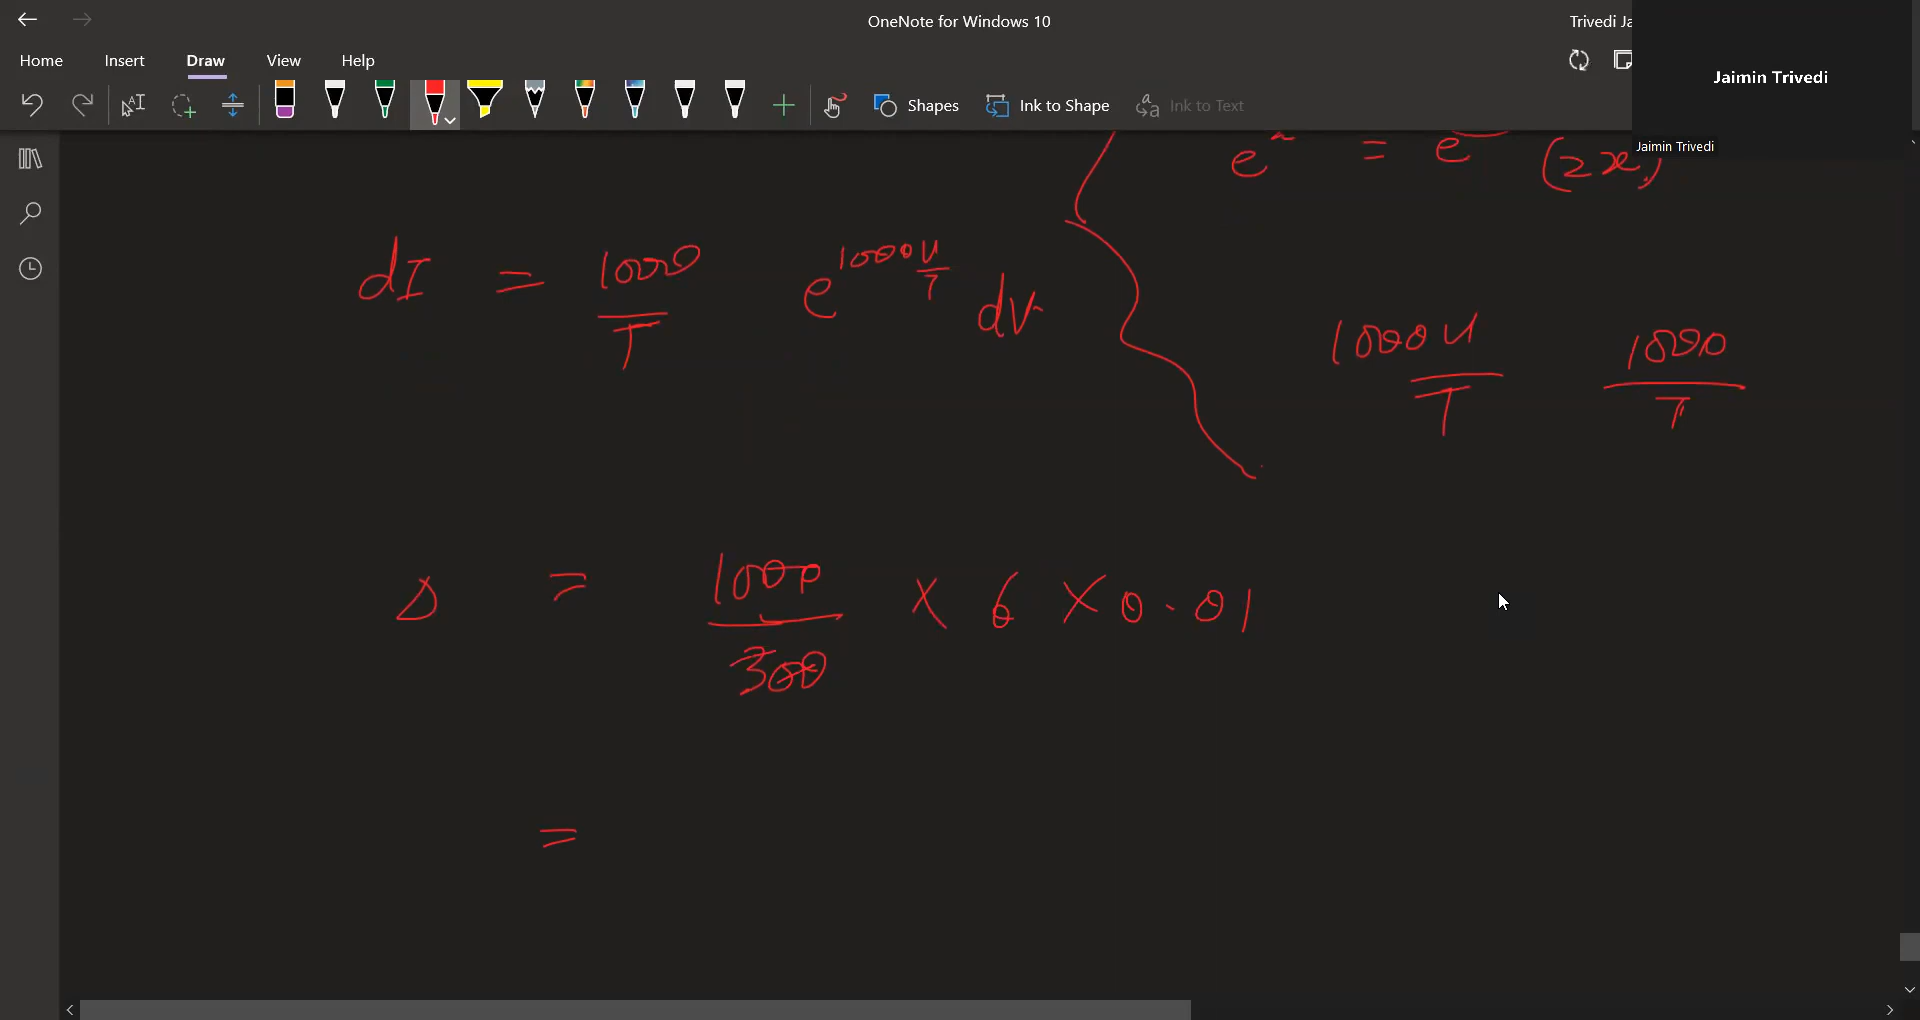 OneNote for Windows 10
Trivedi Ja
Home Insert Draw View Help
Shapes Ink to Shape Ink to Text
Jaimin Trivedi
Jaimin Trivedi
e = e (2x)
dI = 1000/T e^1000V/T dV
1000V/T 1000/T
Δ = 1000/300 × 6 × 0.01
=